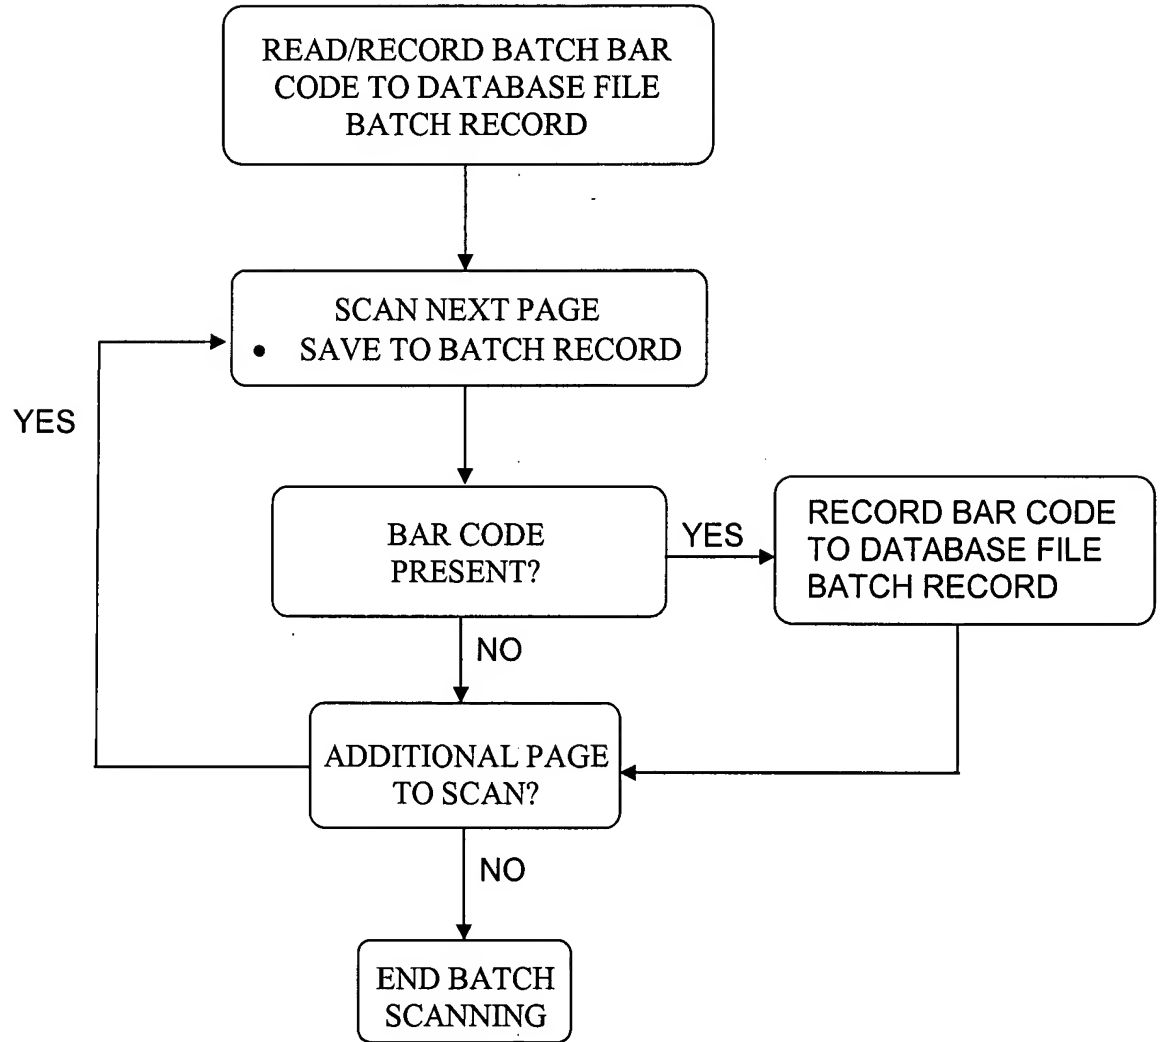 READ/RECORD BATCH BAR
CODE TO DATABASE FILE
BATCH RECORD
SCAN NEXT PAGE
• SAVE TO BATCH RECORD
YES
BAR CODE
PRESENT?
YES
RECORD BAR CODE
TO DATABASE FILE
BATCH RECORD
NO
ADDITIONAL PAGE
TO SCAN?
NO
END BATCH
SCANNING